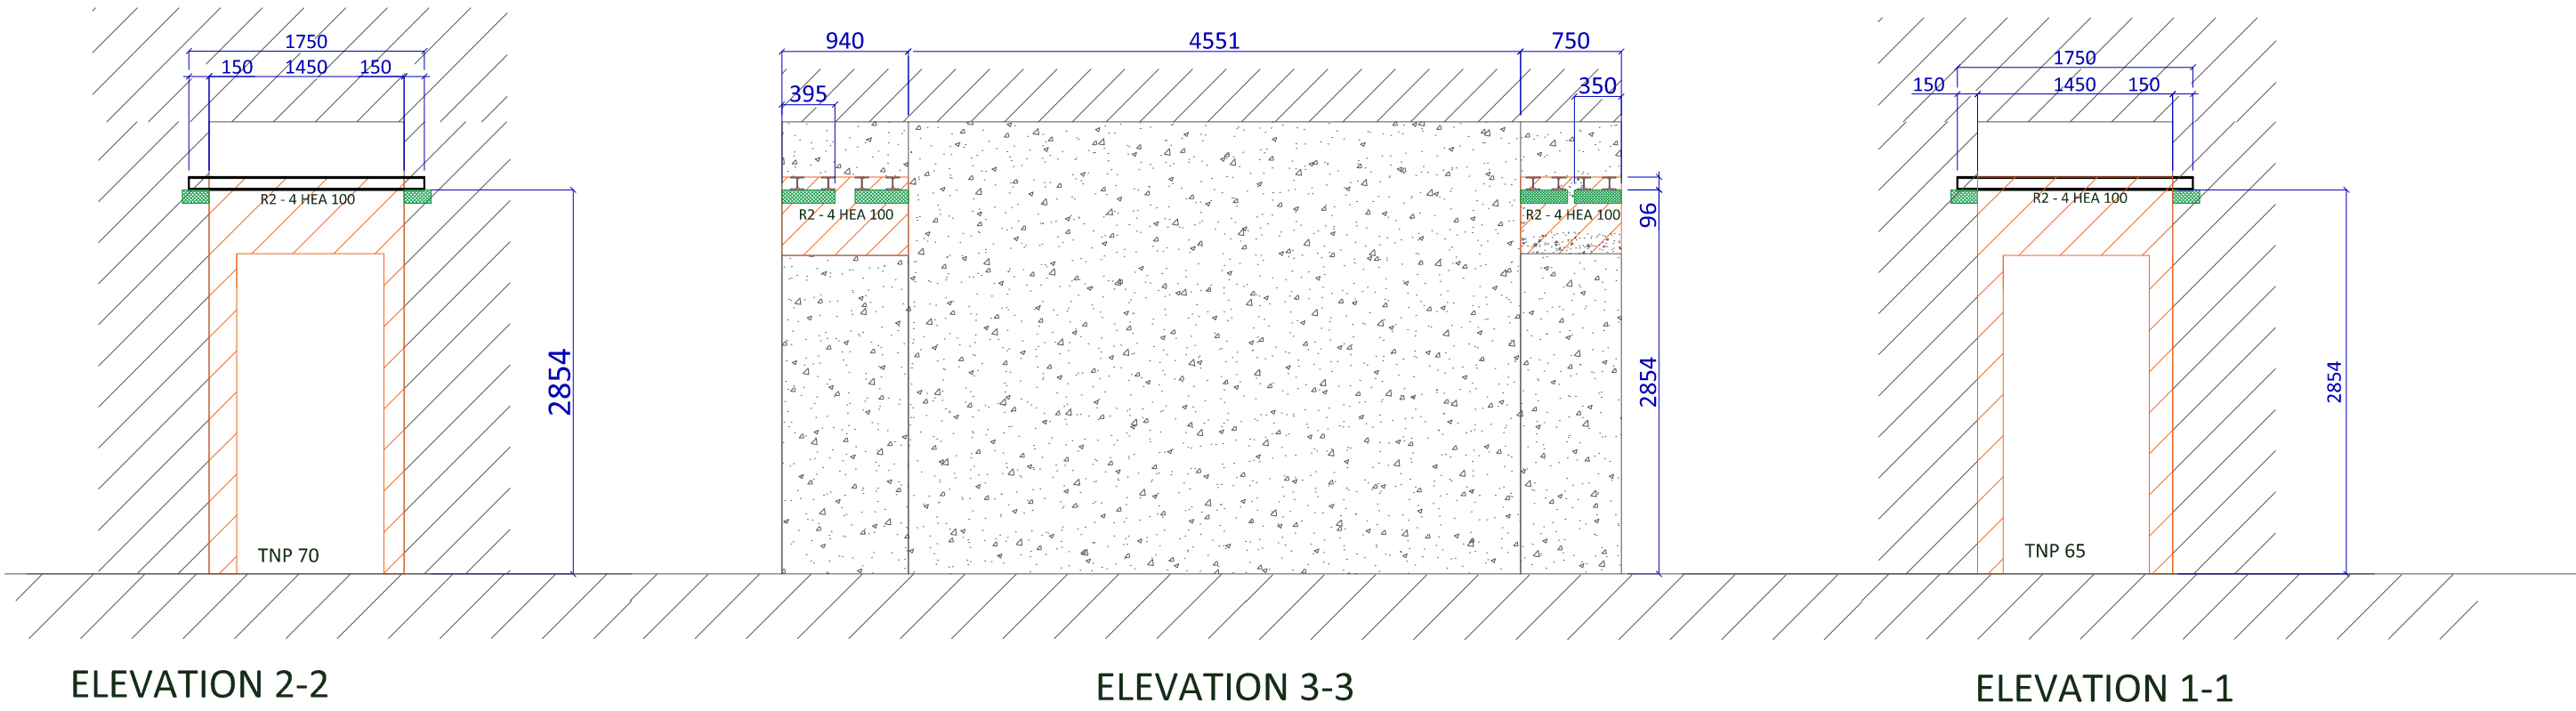 1750
150 1450 150
R2 - 4 HEA 100
2854
TNP 70
ELEVATION 2-2
940 4551 750
395 350
R2 - 4 HEA 100 R2 - 4 HEA 100
96
2854
ELEVATION 3-3
1750
150 1450 150
R2 - 4 HEA 100
2854
TNP 65
ELEVATION 1-1